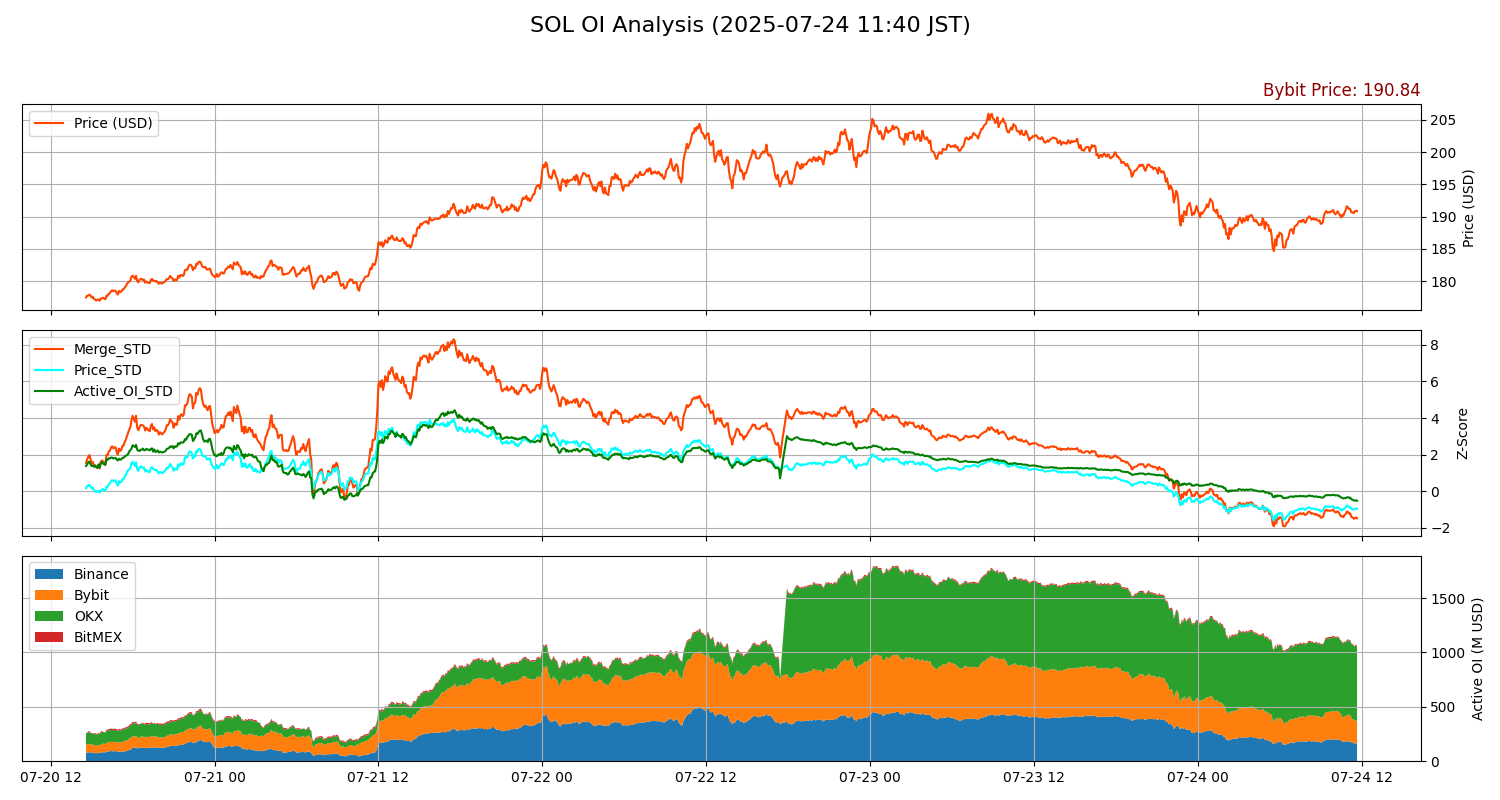 SOL OI Analysis (2025-07-24 11:40 JST)
Bybit Price: 190.84
Price (USD)
205
200
195
190
185
180
Price (USD)
Merge_STD
Price_STD
Active_OI_STD
8
6
4
2
0
−2
Z-Score
Binance
Bybit
OKX
BitMEX
1500
1000
500
0
Active OI (M USD)
07-20 12
07-21 00
07-21 12
07-22 00
07-22 12
07-23 00
07-23 12
07-24 00
07-24 12